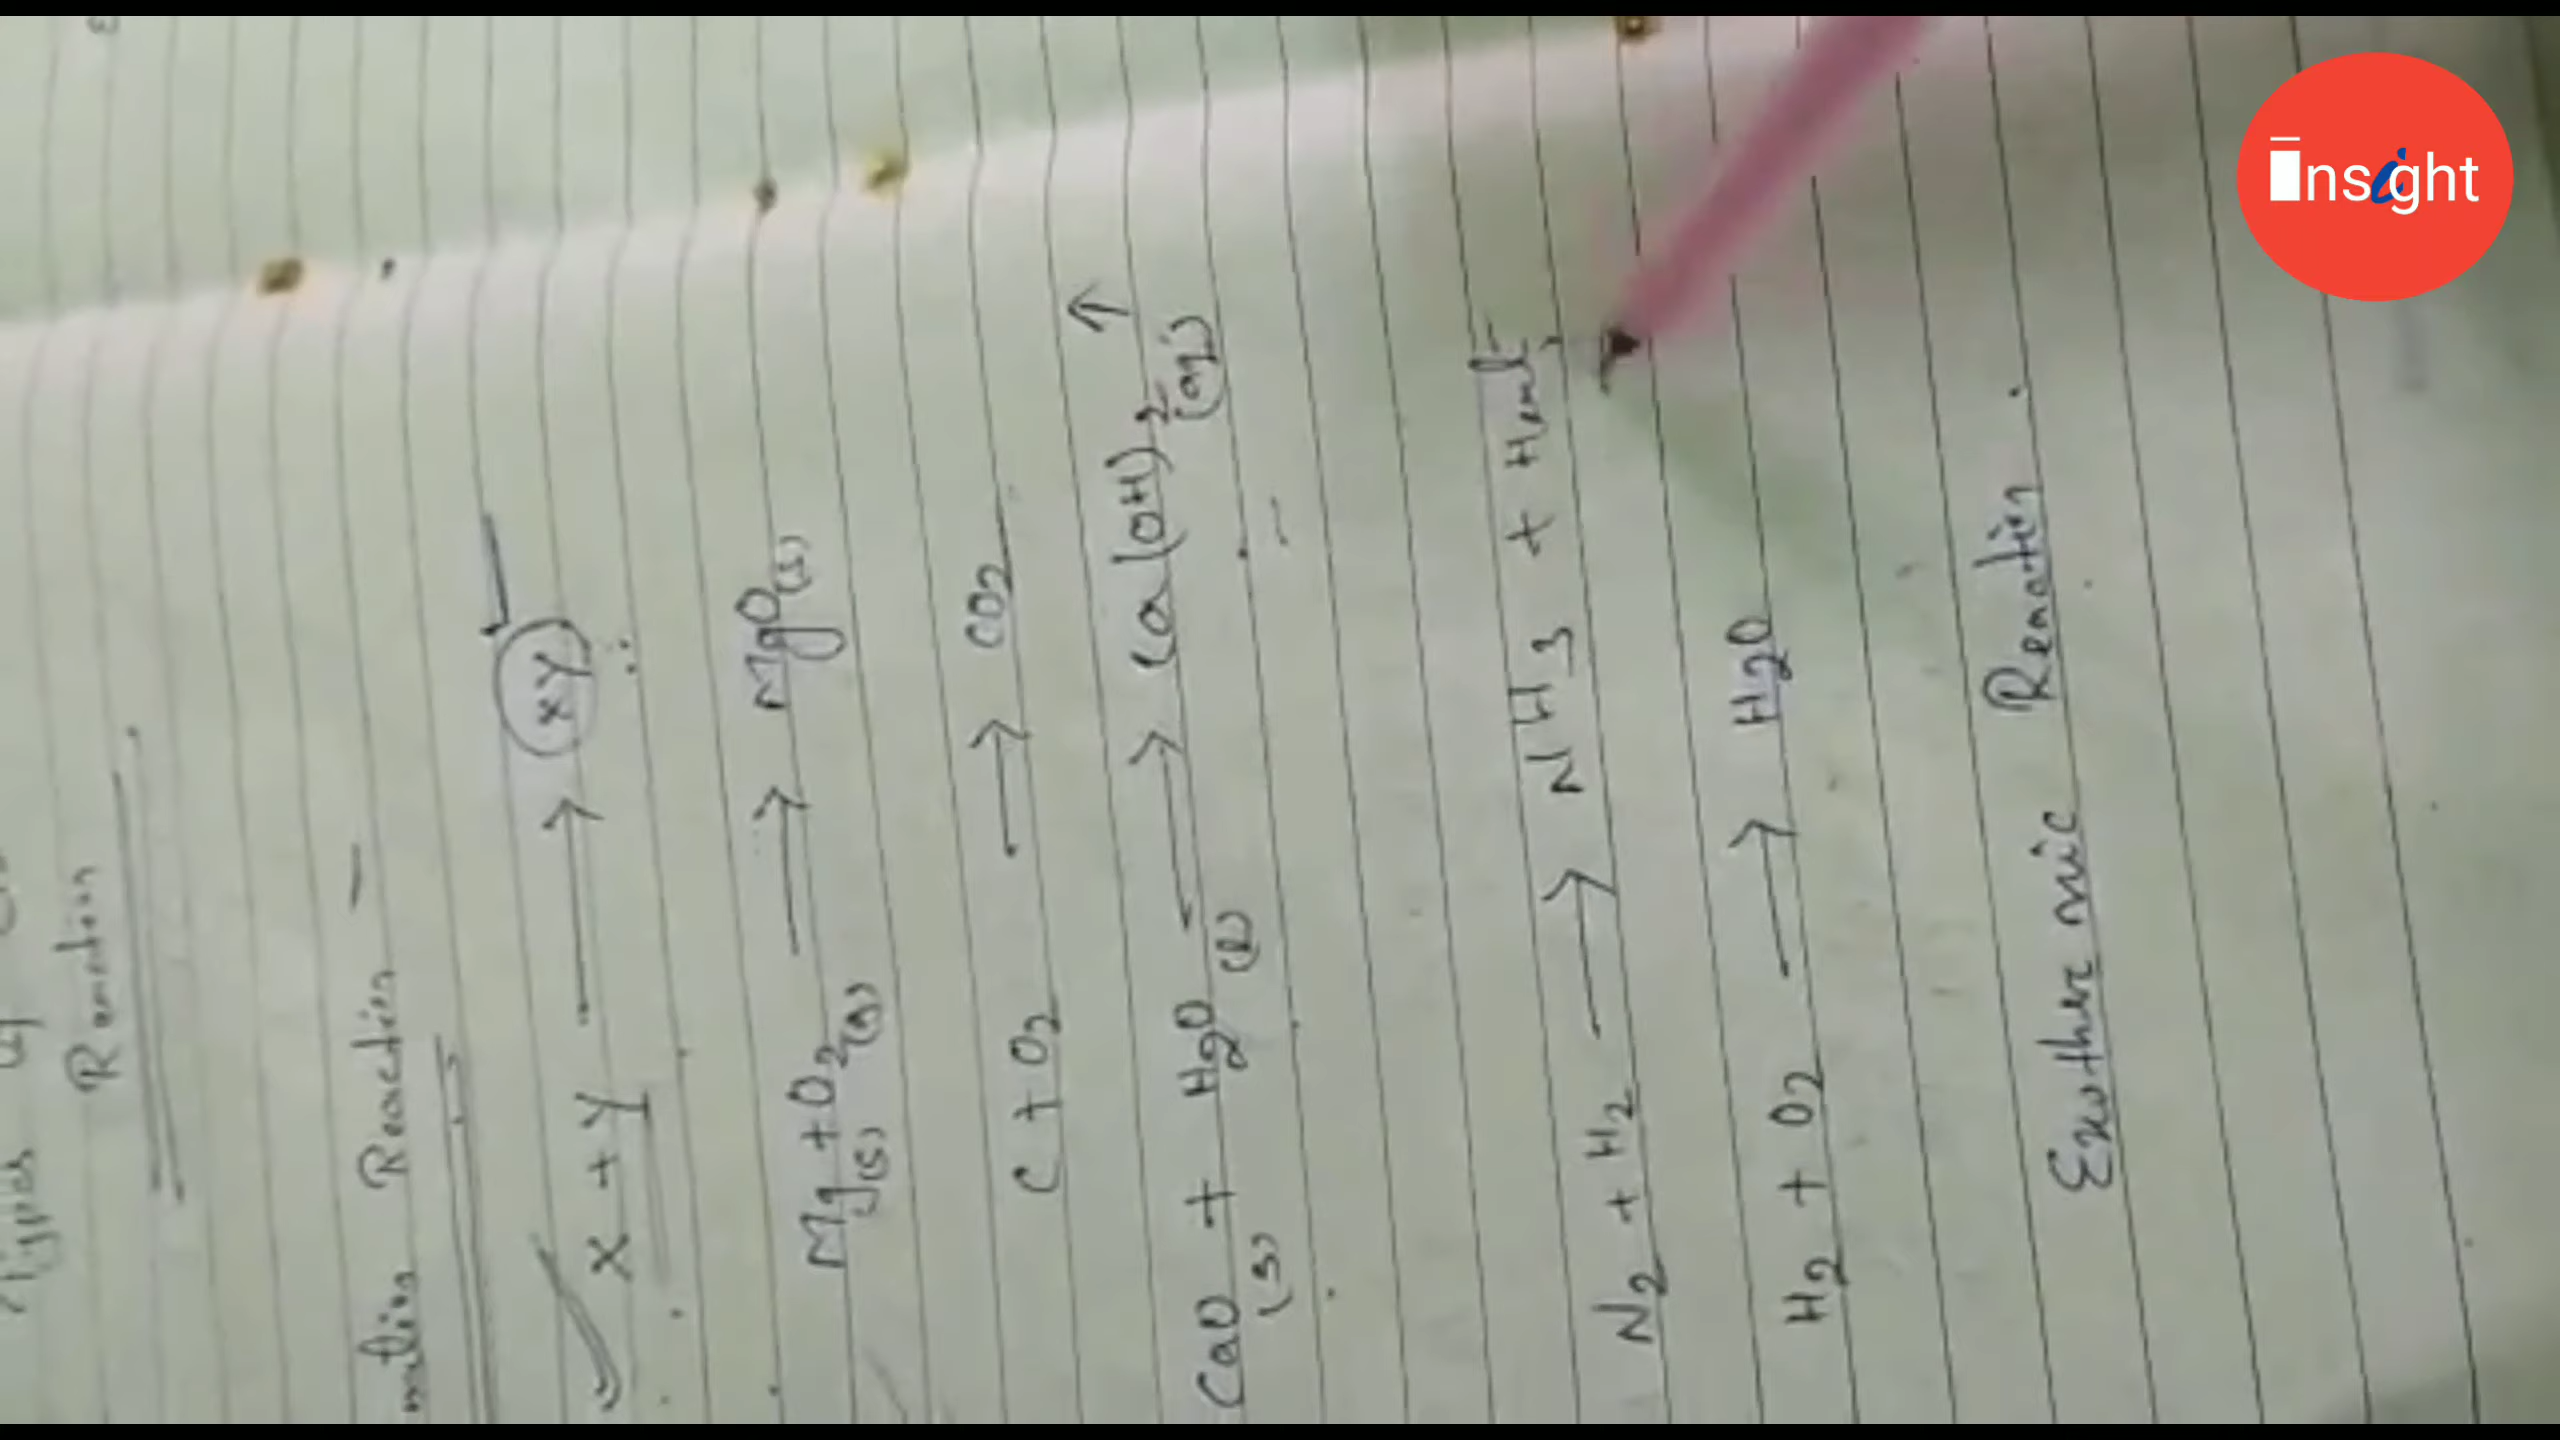 Types of
Reaction
Reaction -
X + Y → XY
Mg(s) + O2(g) → MgO(s)
C + O2 → CO2
CaO(s) + H2O(l) → Ca(OH)2(aq)
N2 + H2 → NH3 + Heat
H2 + O2 → H2O
Exothermic Reaction.
Insight